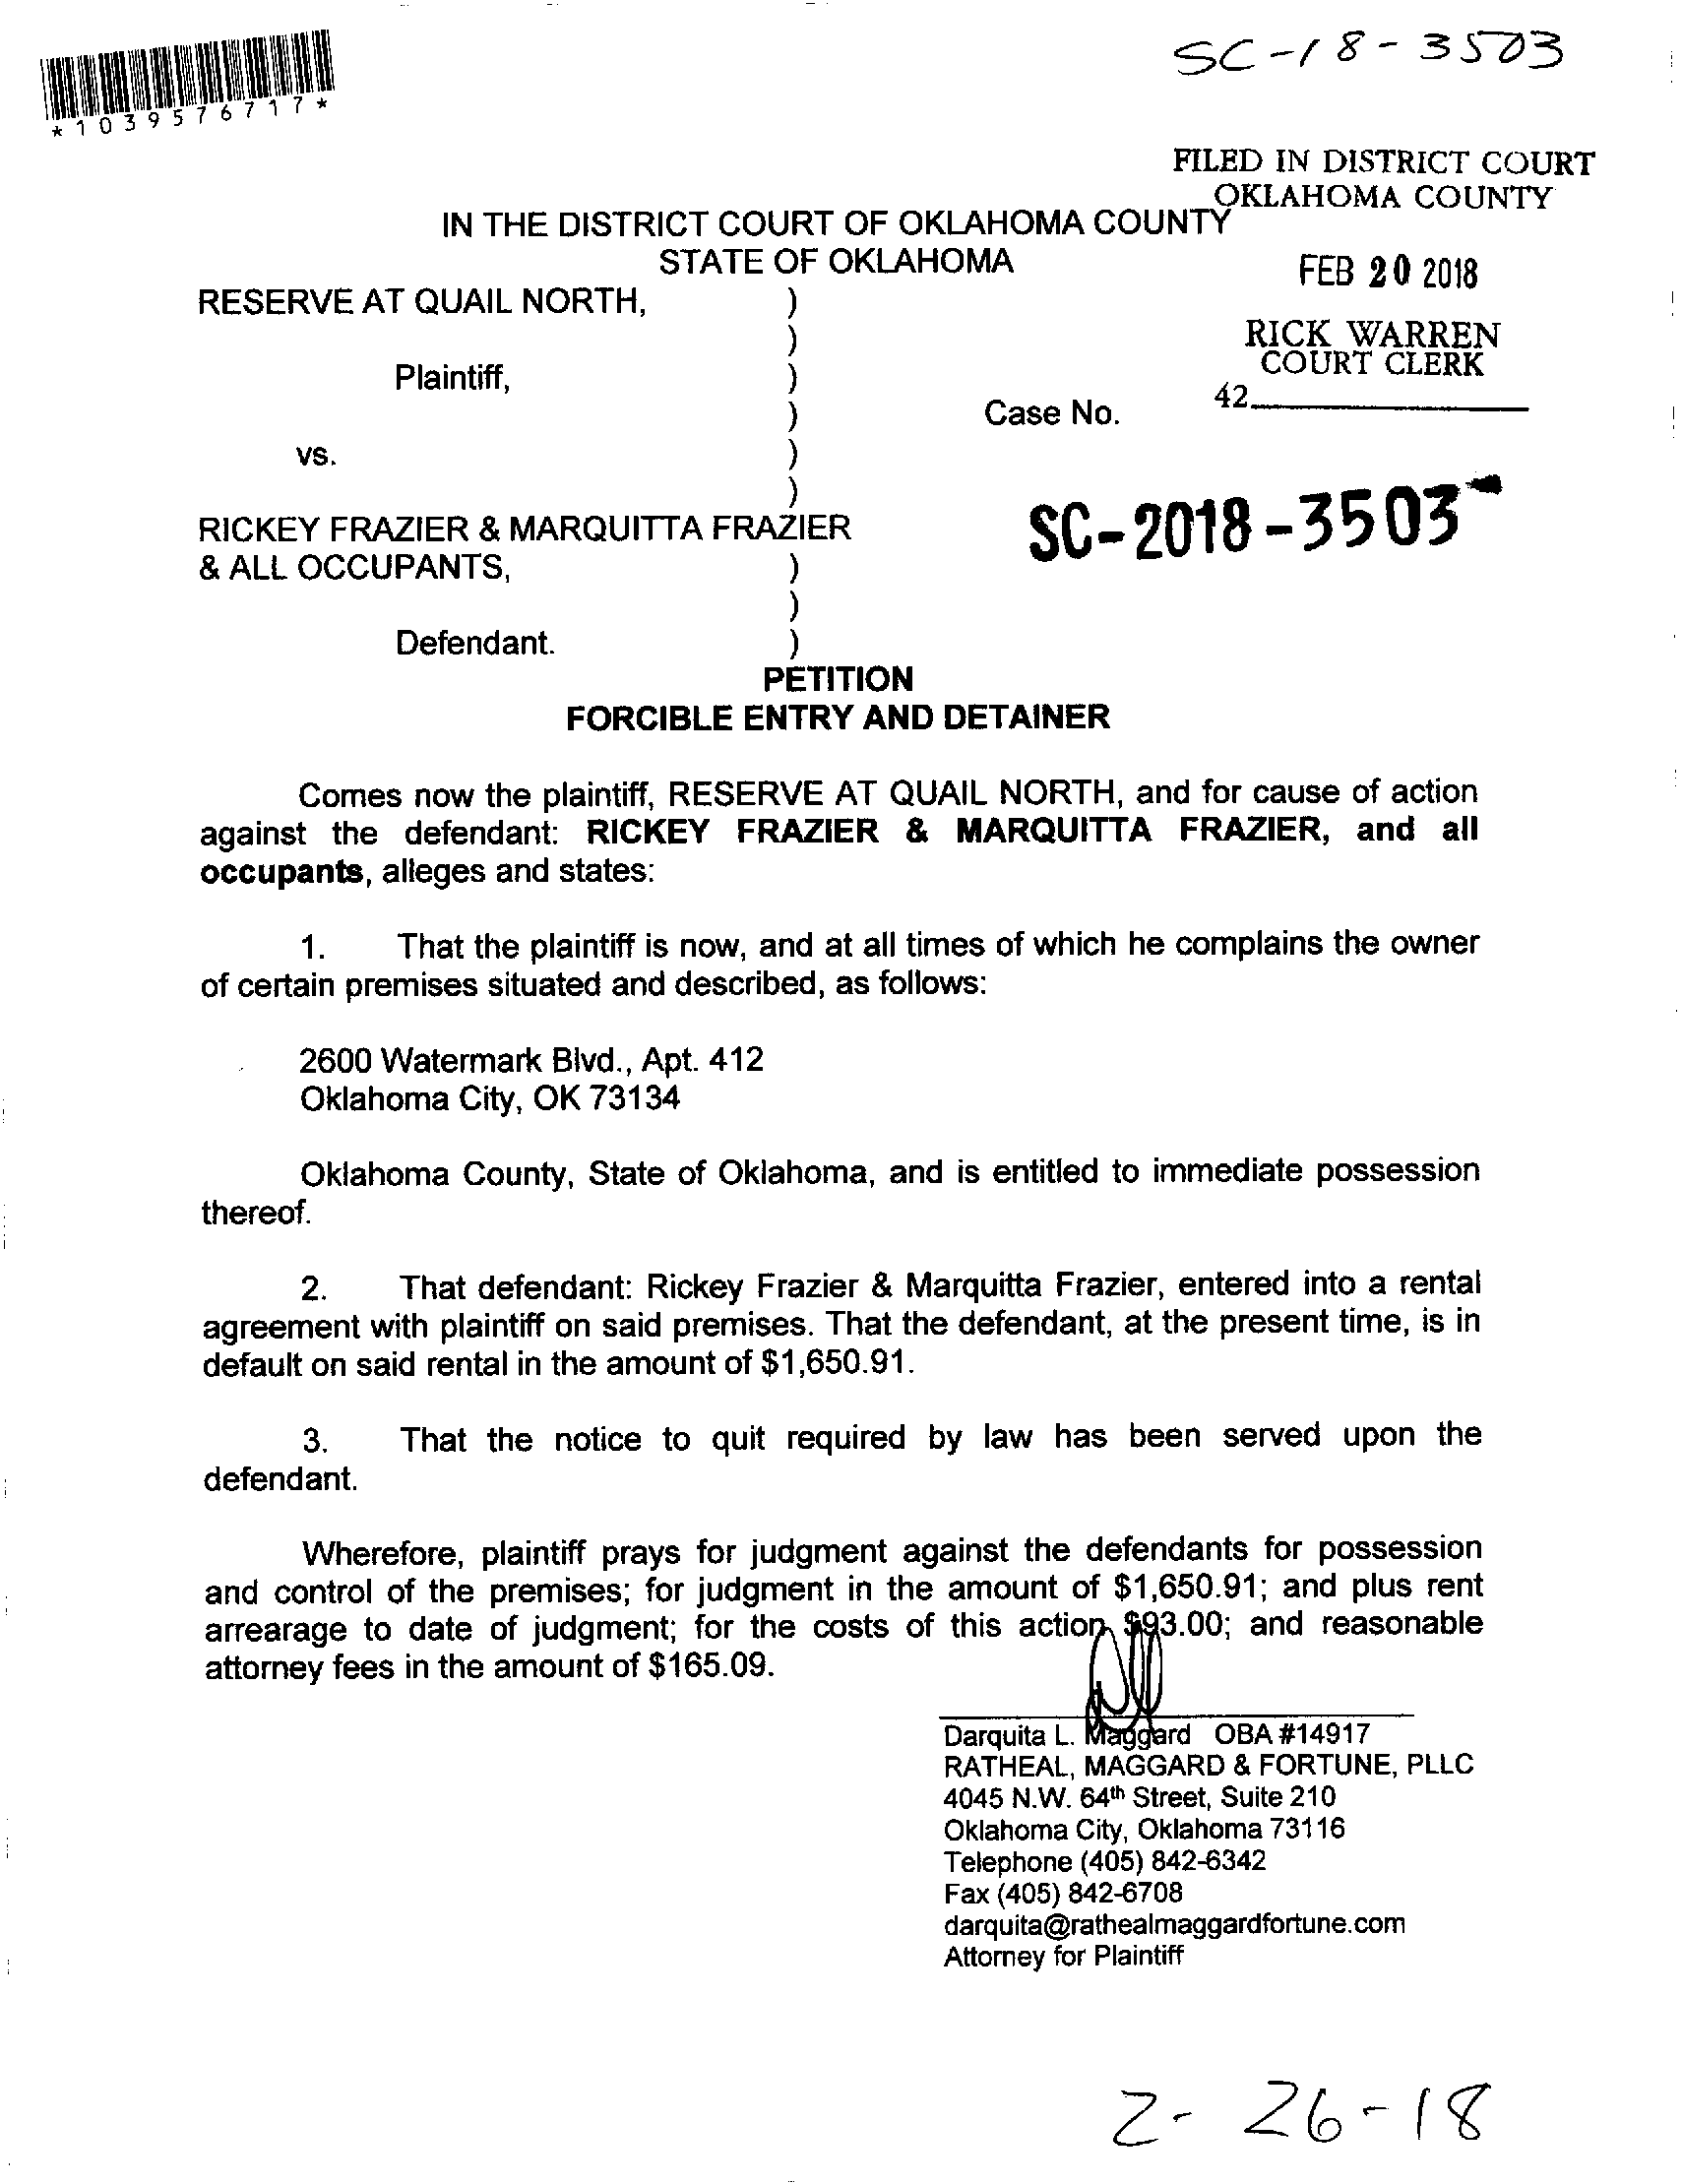 SC-18-3503
*1039576717*
FILED IN DISTRICT COURT
OKLAHOMA COUNTY
IN THE DISTRICT COURT OF OKLAHOMA COUNTY
STATE OF OKLAHOMA
FEB 20 2018
RESERVE AT QUAIL NORTH, )
)
RICK WARREN
COURT CLERK
Plaintiff, )
42
) Case No.
vs. )
)
SC-2018-3503
RICKEY FRAZIER & MARQUITTA FRAZIER
& ALL OCCUPANTS, )
)
Defendant. )
PETITION
FORCIBLE ENTRY AND DETAINER
Comes now the plaintiff, RESERVE AT QUAIL NORTH, and for cause of action
against the defendant: RICKEY FRAZIER & MARQUITTA FRAZIER, and all
occupants, alleges and states:
1. That the plaintiff is now, and at all times of which he complains the owner
of certain premises situated and described, as follows:
2600 Watermark Blvd., Apt. 412
Oklahoma City, OK 73134
Oklahoma County, State of Oklahoma, and is entitled to immediate possession
thereof.
2. That defendant: Rickey Frazier & Marquitta Frazier, entered into a rental
agreement with plaintiff on said premises. That the defendant, at the present time, is in
default on said rental in the amount of $1,650.91.
3. That the notice to quit required by law has been served upon the
defendant.
Wherefore, plaintiff prays for judgment against the defendants for possession
and control of the premises; for judgment in the amount of $1,650.91; and plus rent
arrearage to date of judgment; for the costs of this action, $93.00; and reasonable
attorney fees in the amount of $165.09.
Darquita L. Maggard OBA #14917
RATHEAL, MAGGARD & FORTUNE, PLLC
4045 N.W. 64th Street, Suite 210
Oklahoma City, Oklahoma 73116
Telephone (405) 842-6342
Fax (405) 842-6708
darquita@rathealmaggardfortune.com
Attorney for Plaintiff
2-26-18